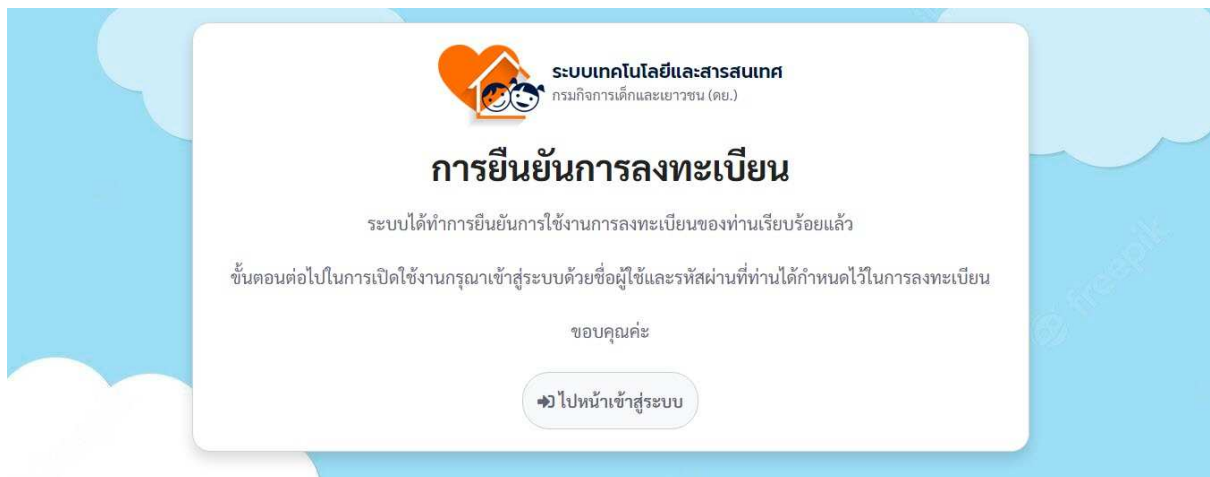 ระบบเทคโนโลยีและสารสนเทศ
กรมกิจการเด็กและเยาวชน (ดย.)
การยืนยันการลงทะเบียน
ระบบได้ทำการยืนยันการใช้งานการลงทะเบียนของท่านเรียบร้อยแล้ว
ขั้นตอนต่อไปในการเปิดใช้งานกรุณาเข้าสู่ระบบด้วยชื่อผู้ใช้และรหัสผ่านที่ท่านได้กำหนดไว้ในการลงทะเบียน
ขอบคุณค่ะ
ไปหน้าเข้าสู่ระบบ
freepik